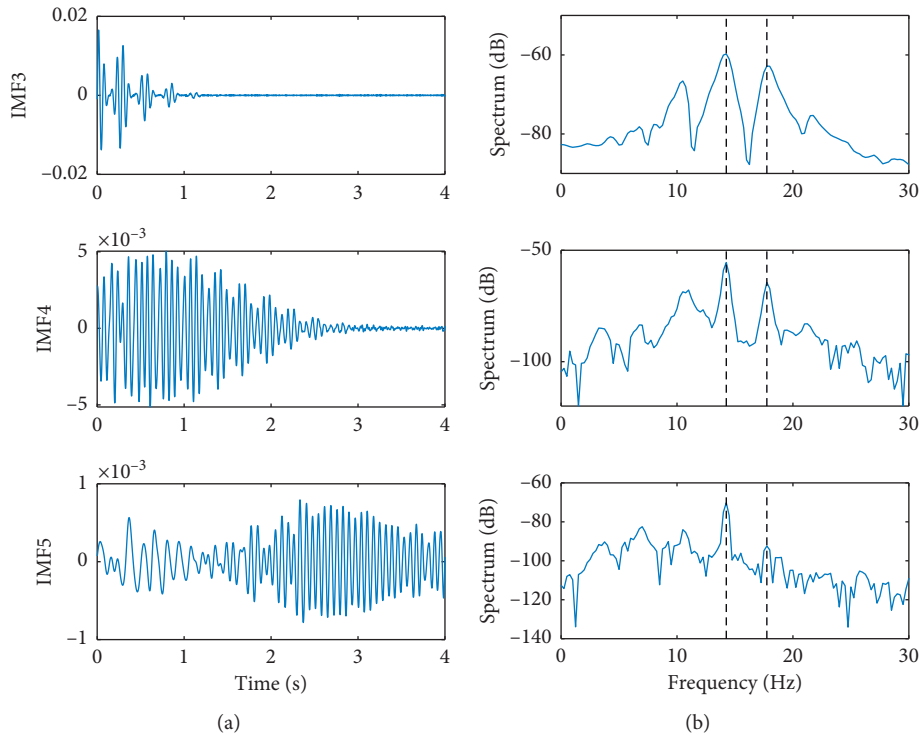 0.02
0
−0.02
IMF3
0 1 2 3 4
−60
−80
Spectrum (dB)
0 10 20 30
×10−3
5
0
−5
IMF4
0 1 2 3 4
−50
−100
Spectrum (dB)
0 10 20 30
×10−3
1
0
−1
IMF5
0 1 2 3 4
Time (s)
(a)
−60
−80
−100
−120
−140
Spectrum (dB)
0 10 20 30
Frequency (Hz)
(b)